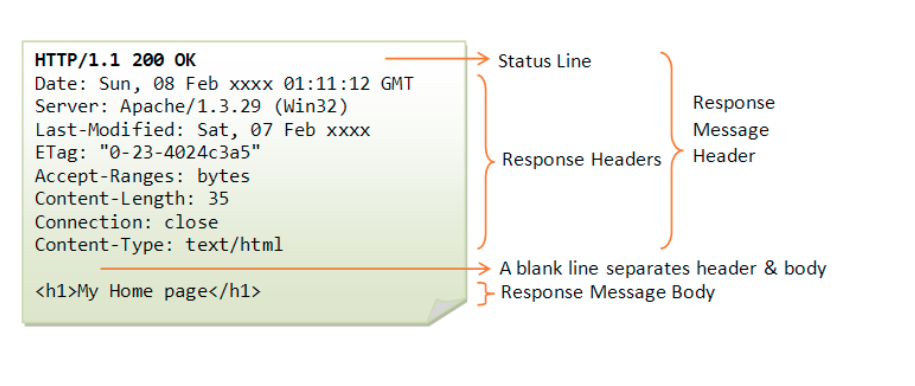 HTTP/1.1 200 OK
Date: Sun, 08 Feb xxxx 01:11:12 GMT
Server: Apache/1.3.29 (Win32)
Last-Modified: Sat, 07 Feb xxxx
ETag: "0-23-4024c3a5"
Accept-Ranges: bytes
Content-Length: 35
Connection: close
Content-Type: text/html
<h1>My Home page</h1>
Status Line
Response Headers
Response
Message
Header
A blank line separates header & body
Response Message Body